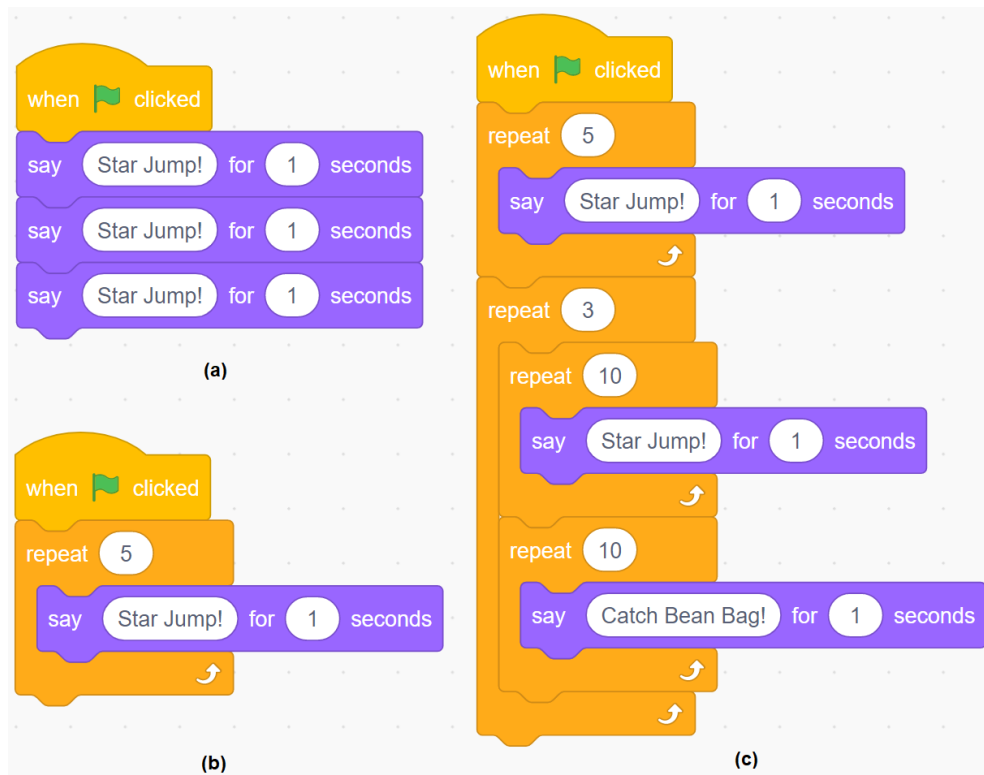 when clicked
say Star Jump! for 1 seconds
say Star Jump! for 1 seconds
say Star Jump! for 1 seconds
(a)
when clicked
repeat 5
say Star Jump! for 1 seconds
(b)
when clicked
repeat 5
say Star Jump! for 1 seconds
repeat 3
repeat 10
say Star Jump! for 1 seconds
repeat 10
say Catch Bean Bag! for 1 seconds
(c)